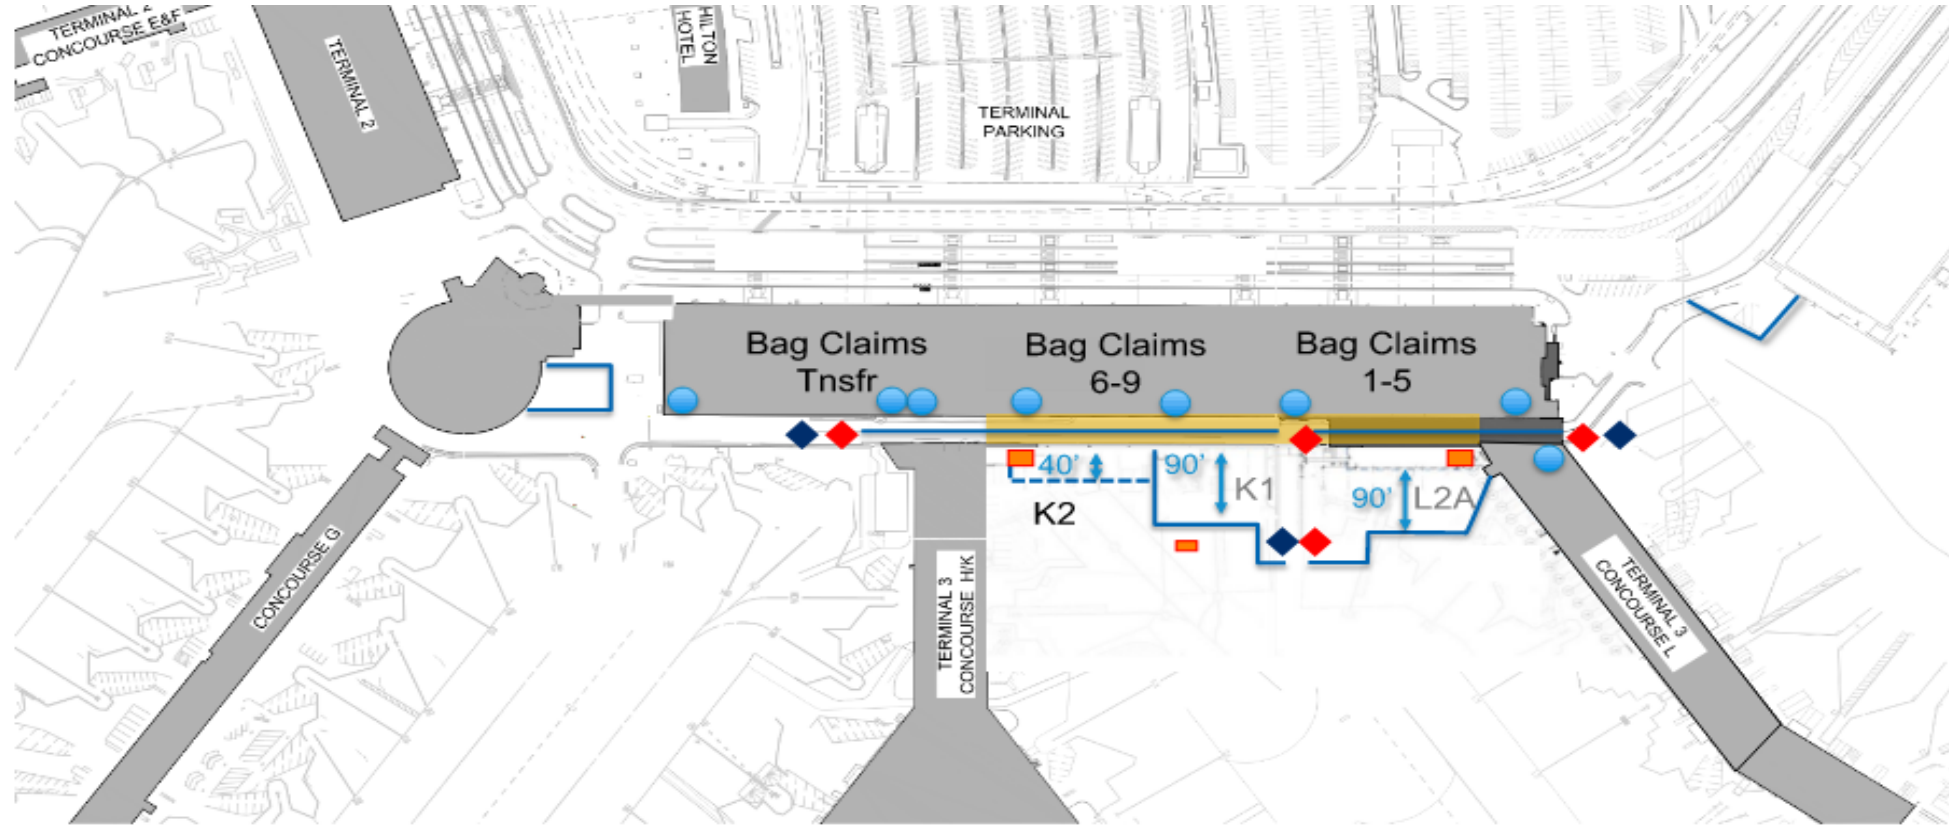 TERMINAL 2
CONCOURSE E&F
TERMINAL 2
HILTON
HOTEL
TERMINAL
PARKING
Bag Claims
Tnsfr
Bag Claims
6-9
Bag Claims
1-5
40'
90'
K1
K2
90'
L2A
CONCOURSE G
TERMINAL 3
CONCOURSE H/K
TERMINAL 3
CONCOURSE L